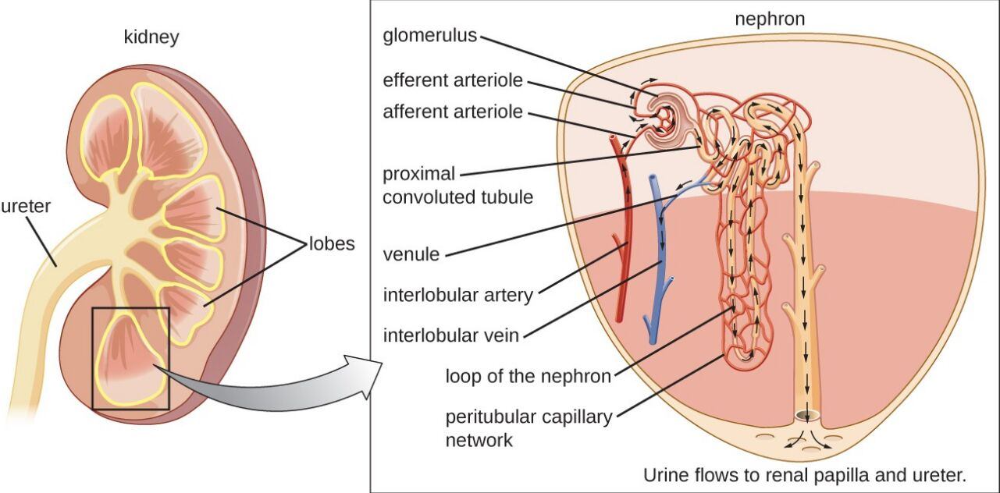 kidney
ureter
lobes
nephron
glomerulus
efferent arteriole
afferent arteriole
proximal
convoluted tubule
venule
interlobular artery
interlobular vein
loop of the nephron
peritubular capillary
network
Urine flows to renal papilla and ureter.